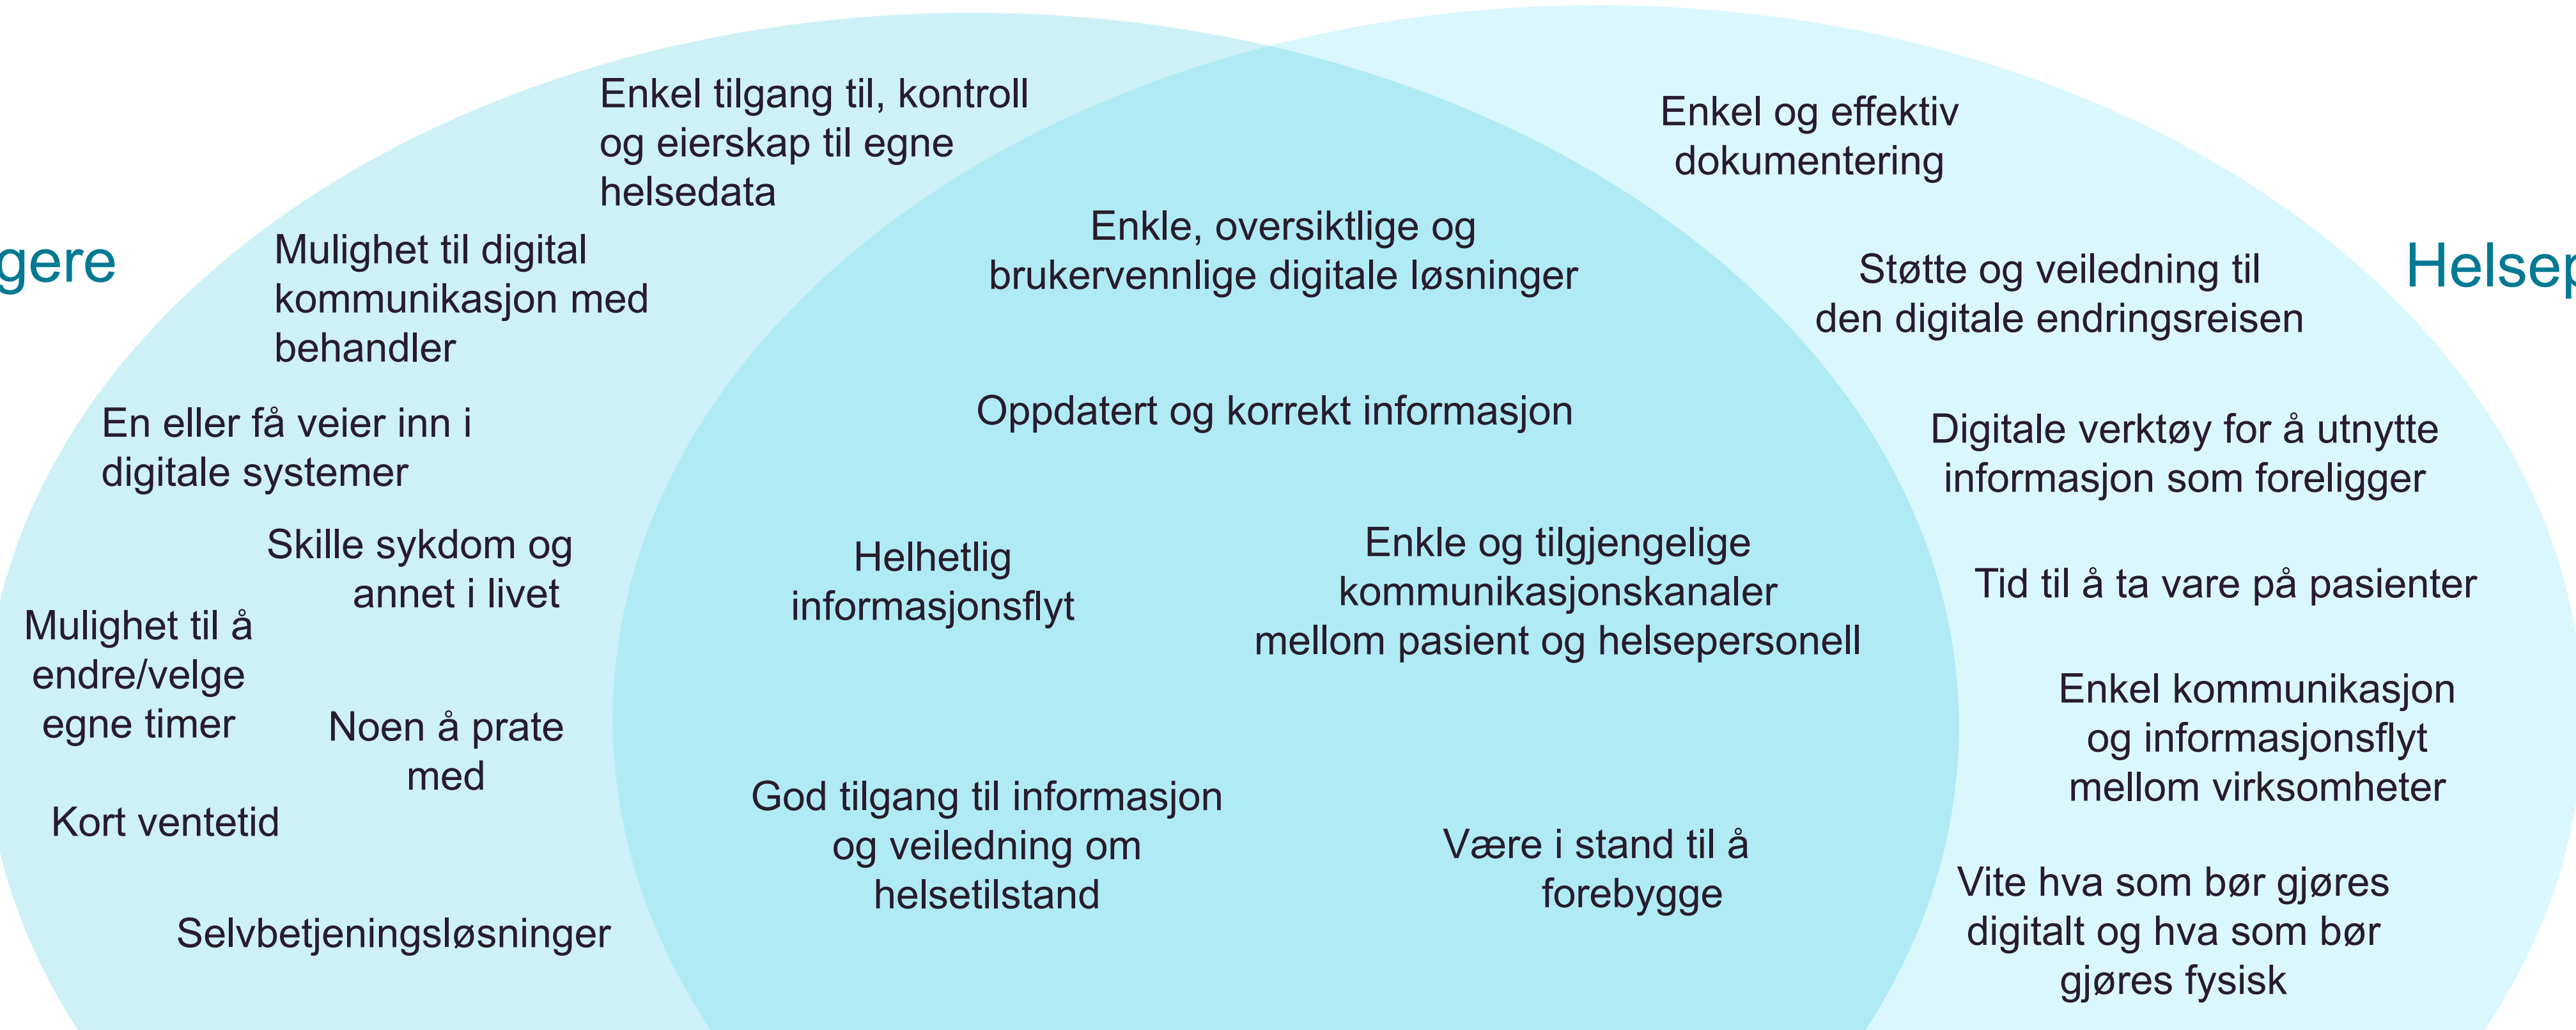 gere
Enkel tilgang til, kontroll
og eierskap til egne
helsedata
Mulighet til digital
kommunikasjon med
behandler
En eller få veier inn i
digitale systemer
Skille sykdom og
annet i livet
Mulighet til å
endre/velge
egne timer
Noen å prate
med
Kort ventetid
Selvbetjeningsløsninger
Enkle, oversiktlige og
brukervennlige digitale løsninger
Oppdatert og korrekt informasjon
Helhetlig
informasjonsflyt
Enkle og tilgjengelige
kommunikasjonskanaler
mellom pasient og helsepersonell
God tilgang til informasjon
og veiledning om
helsetilstand
Være i stand til å
forebygge
Helsep
Enkel og effektiv
dokumentering
Støtte og veiledning til
den digitale endringsreisen
Digitale verktøy for å utnytte
informasjon som foreligger
Tid til å ta vare på pasienter
Enkel kommunikasjon
og informasjonsflyt
mellom virksomheter
Vite hva som bør gjøres
digitalt og hva som bør
gjøres fysisk